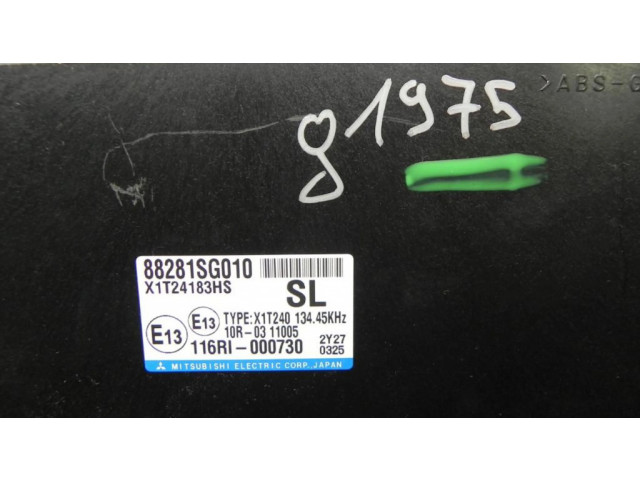 >ABS-G
g1975
88281SG010
X1T24183HS
SL
E13
E13
TYPE:X1T240 134.45KHz
10R-03 11005
116RI-000730
2Y27
0325
MITSUBISHI ELECTRIC CORP. JAPAN